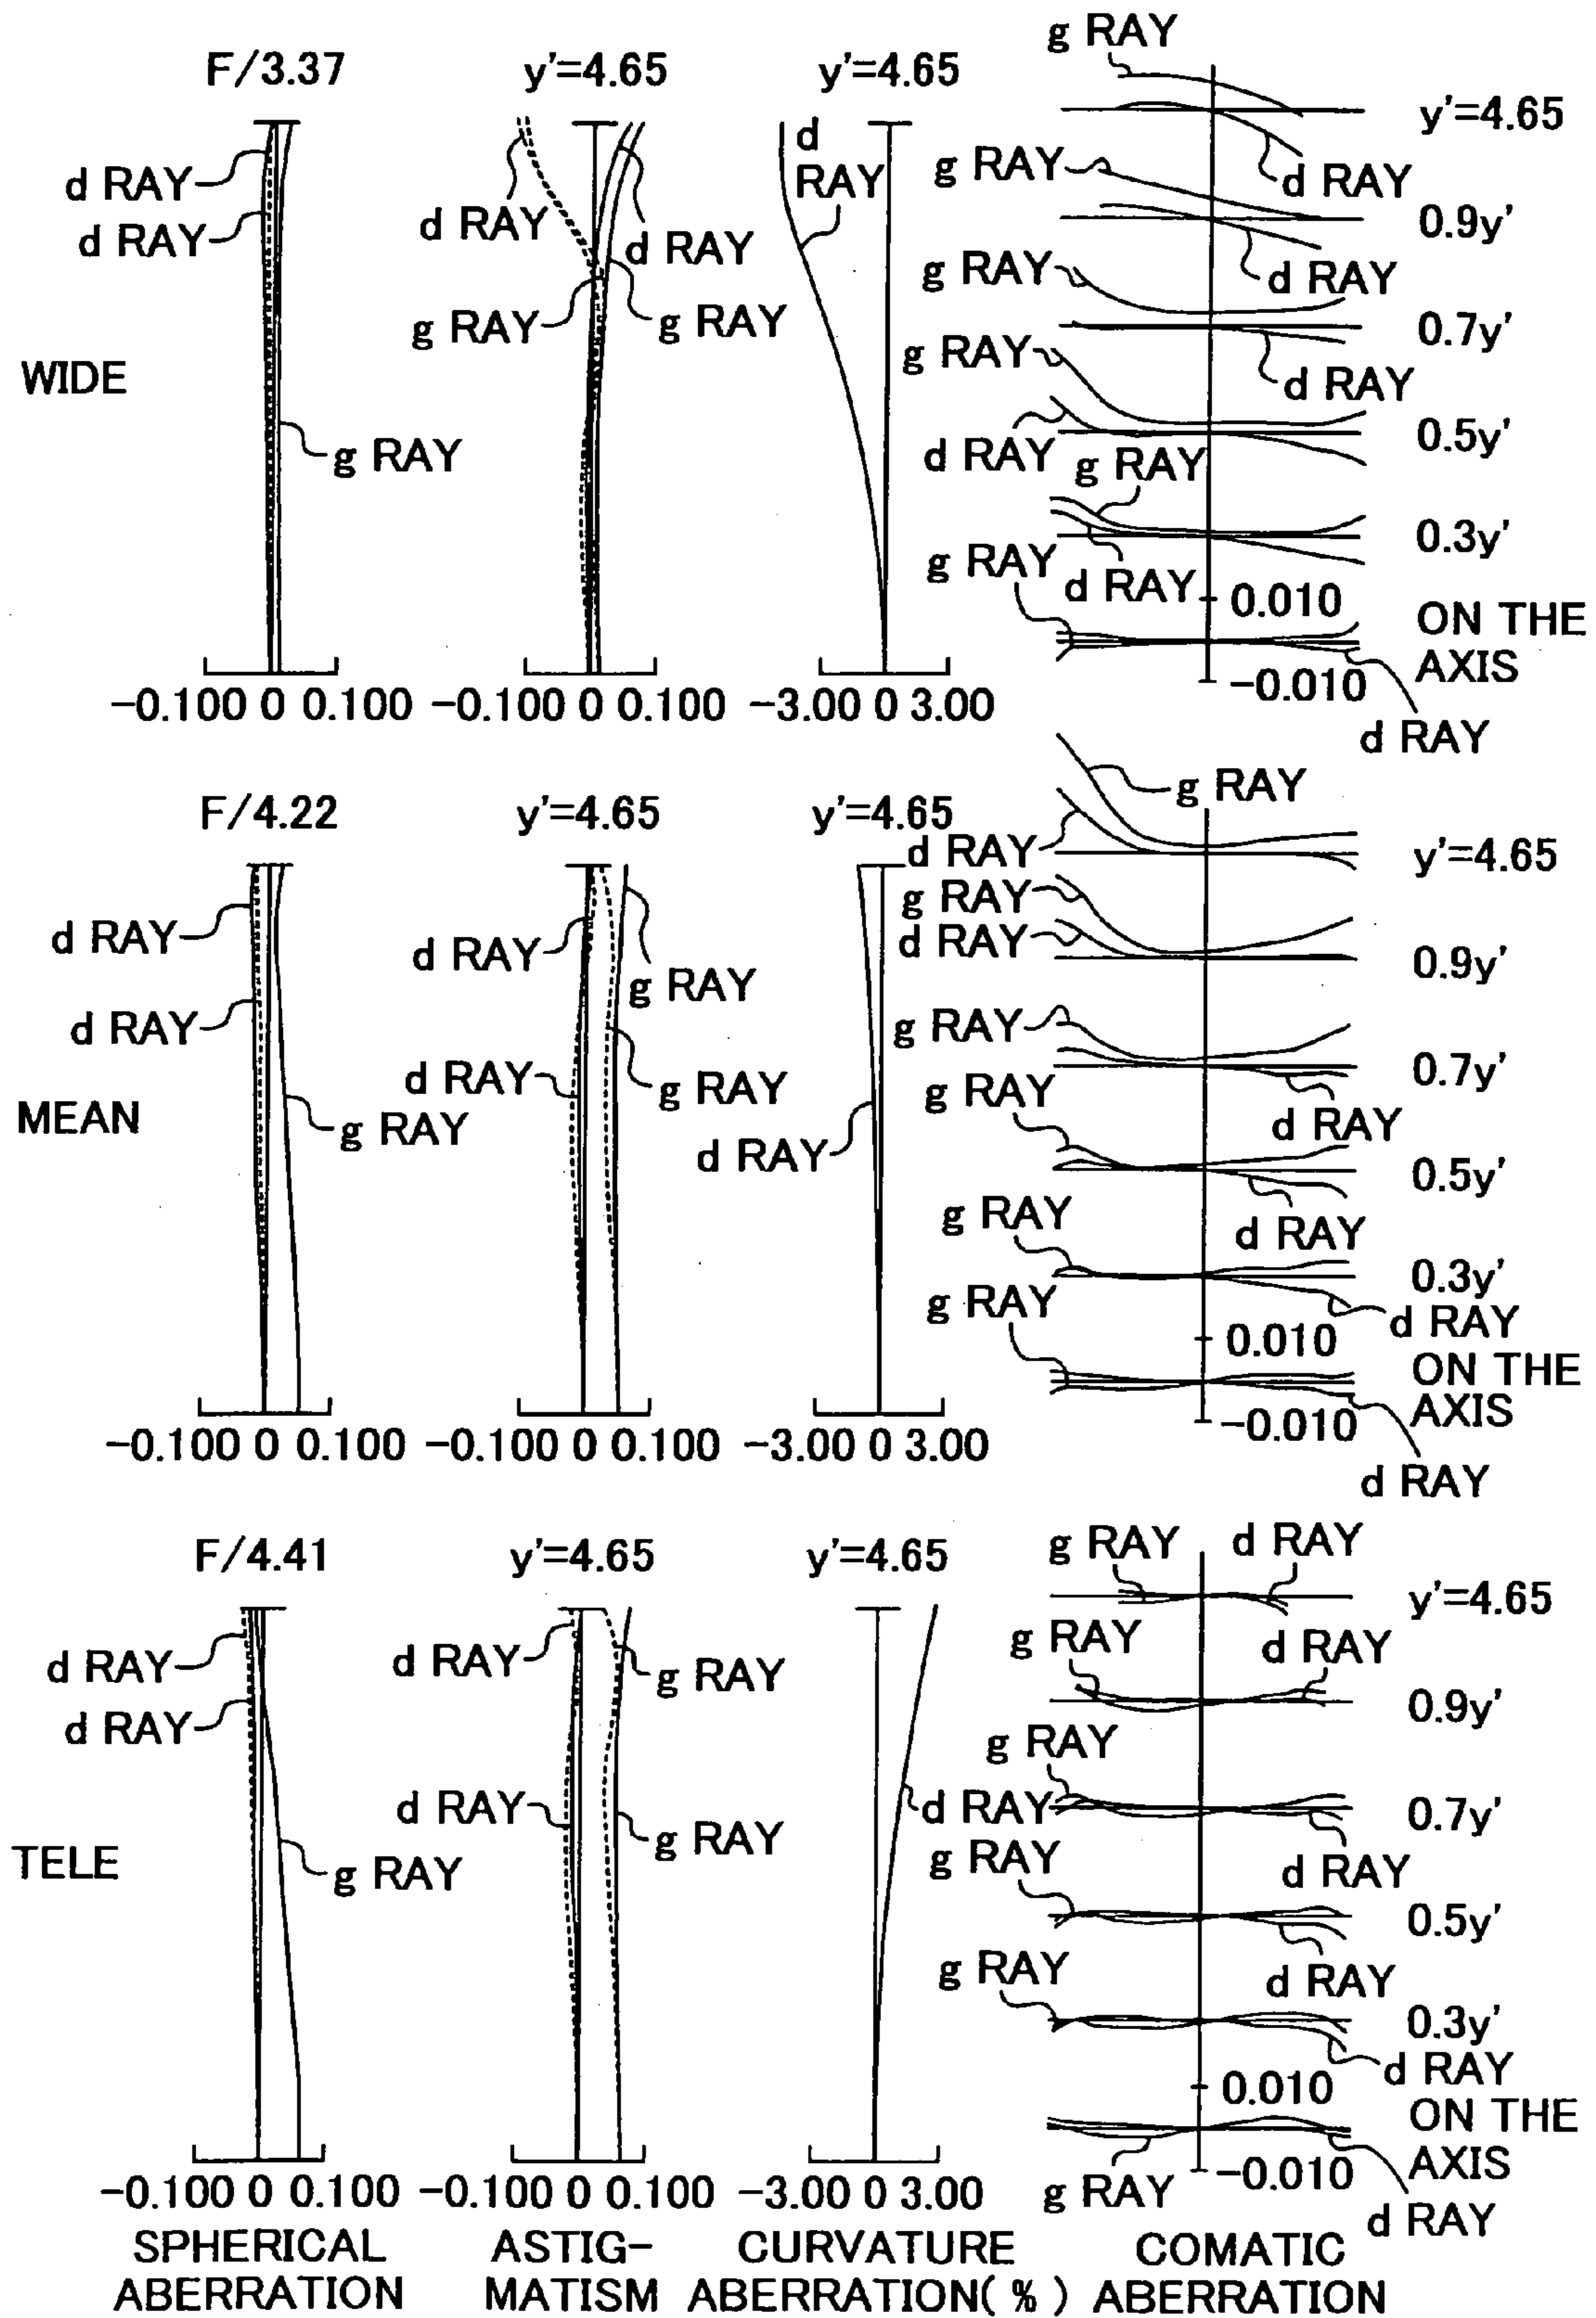 F/3.37
y'=4.65
y'=4.65
g RAY
y'=4.65
d RAY
d RAY
d RAY
d RAY
g RAY
g RAY
d
RAY
g RAY
d RAY
0.9y'
g RAY
d RAY
0.7y'
g RAY
d RAY
0.5y'
d RAY
g RAY
0.3y'
g RAY
d RAY
0.010
ON THE
AXIS
-0.010
d RAY
WIDE
g RAY
-0.100 0 0.100
-0.100 0 0.100
-3.00 0 3.00
F/4.22
y'=4.65
y'=4.65
g RAY
d RAY
y'=4.65
g RAY
d RAY
0.9y'
d RAY
d RAY
g RAY
d RAY
g RAY
d RAY
g RAY
0.7y'
g RAY
d RAY
0.5y'
g RAY
d RAY
0.3y'
g RAY
d RAY
0.010
ON THE
AXIS
-0.010
d RAY
MEAN
g RAY
d RAY
-0.100 0 0.100
-0.100 0 0.100
-3.00 0 3.00
F/4.41
y'=4.65
y'=4.65
g RAY
d RAY
y'=4.65
d RAY
d RAY
d RAY
g RAY
g RAY
d RAY
0.9y'
g RAY
d RAY
g RAY
d RAY
0.7y'
g RAY
d RAY
0.5y'
g RAY
d RAY
0.3y'
d RAY
0.010
ON THE
AXIS
-0.010
g RAY
d RAY
TELE
g RAY
-0.100 0 0.100
-0.100 0 0.100
-3.00 0 3.00
SPHERICAL
ABERRATION
ASTIG-
MATISM
CURVATURE
ABERRATION( % )
COMATIC
ABERRATION